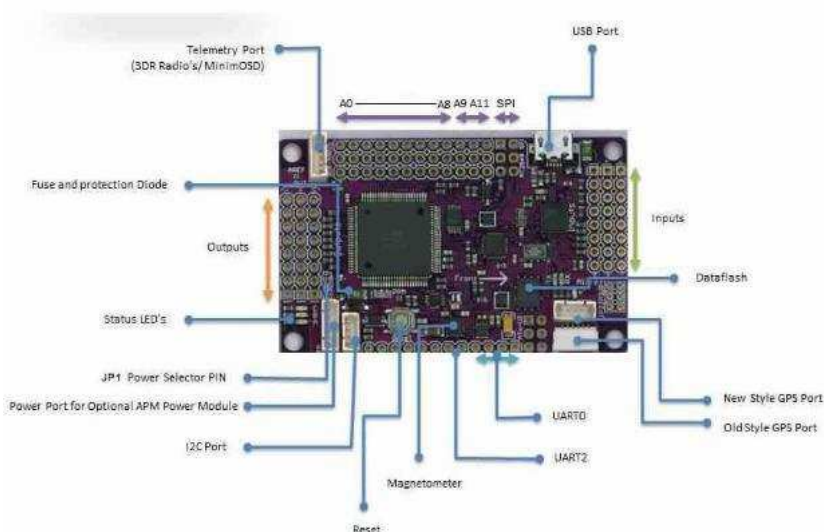 USB Port
Telemetry Port
(3DR Radio's/ MinimOSD)
A0 A8 A9 A11 SPI
Fuse and protection Diode
Inputs
Outputs
Front
Dataflash
Status LED's
JP1 Power Selector PIN
Power Port for Optional APM Power Module
New Style GPS Port
UART0
Old Style GPS Port
I2C Port
UART2
Magnetometer
Reset